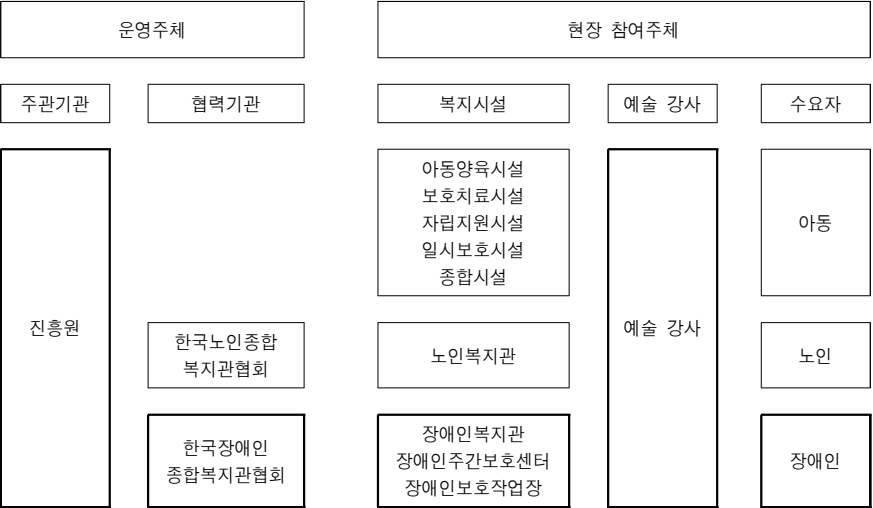 운영주체
현장 참여주체
주관기관
협력기관
복지시설
예술 강사
수요자
아동양육시설
보호치료시설
자립지원시설
일시보호시설
종합시설
아동
진흥원
예술 강사
한국노인종합
복지관협회
노인복지관
노인
한국장애인
종합복지관협회
장애인복지관
장애인주간보호센터
장애인보호작업장
장애인